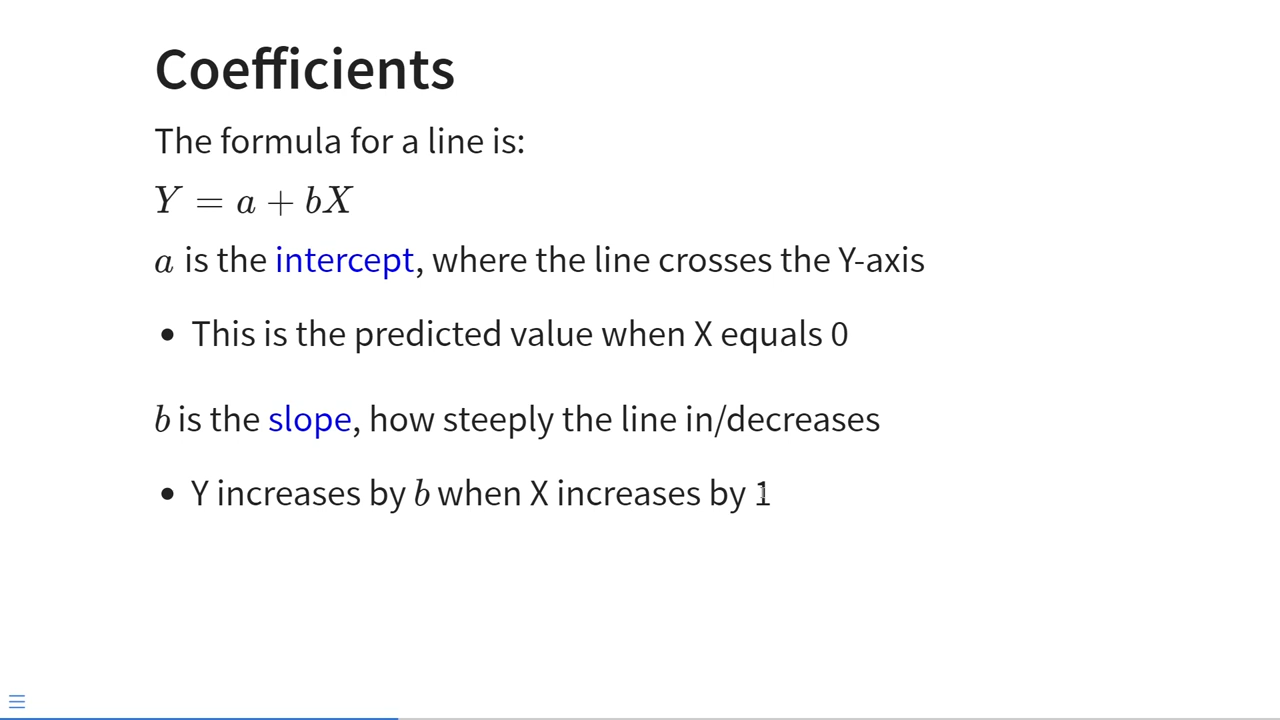 Coefficients
The formula for a line is:
Y = a + bX
a is the intercept, where the line crosses the Y-axis
• This is the predicted value when X equals 0
b is the slope, how steeply the line in/decreases
• Y increases by b when X increases by 1